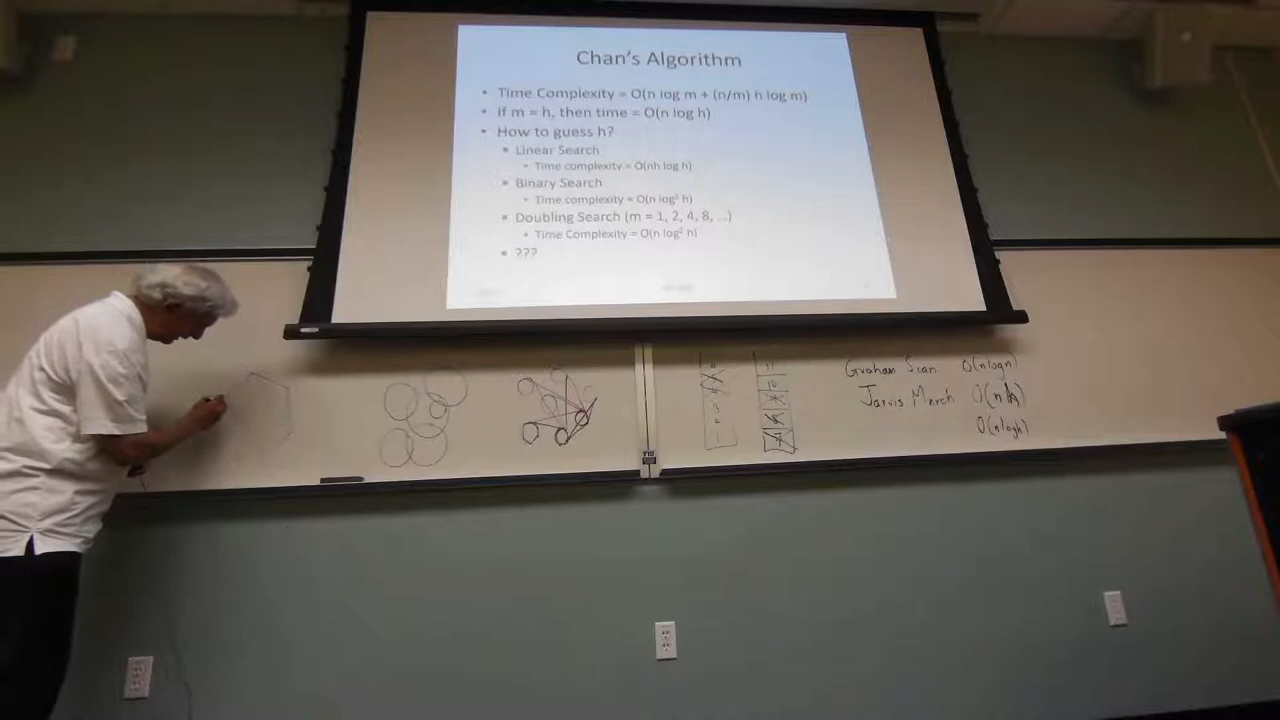 Chan's Algorithm
• Time Complexity = O(n log m + (n/m) h log m)
• If m = h, then time = O(n log h)
• How to guess h?
▪ Linear Search
• Time complexity = O(nh log h)
▪ Binary Search
• Time complexity = O(n log² h)
▪ Doubling Search (m = 1, 2, 4, 8, ...)
• Time Complexity = O(n log² h)
▪ ???
Graham Scan O(nlogn)
Jarvis March O(nh)
O(nlogh)